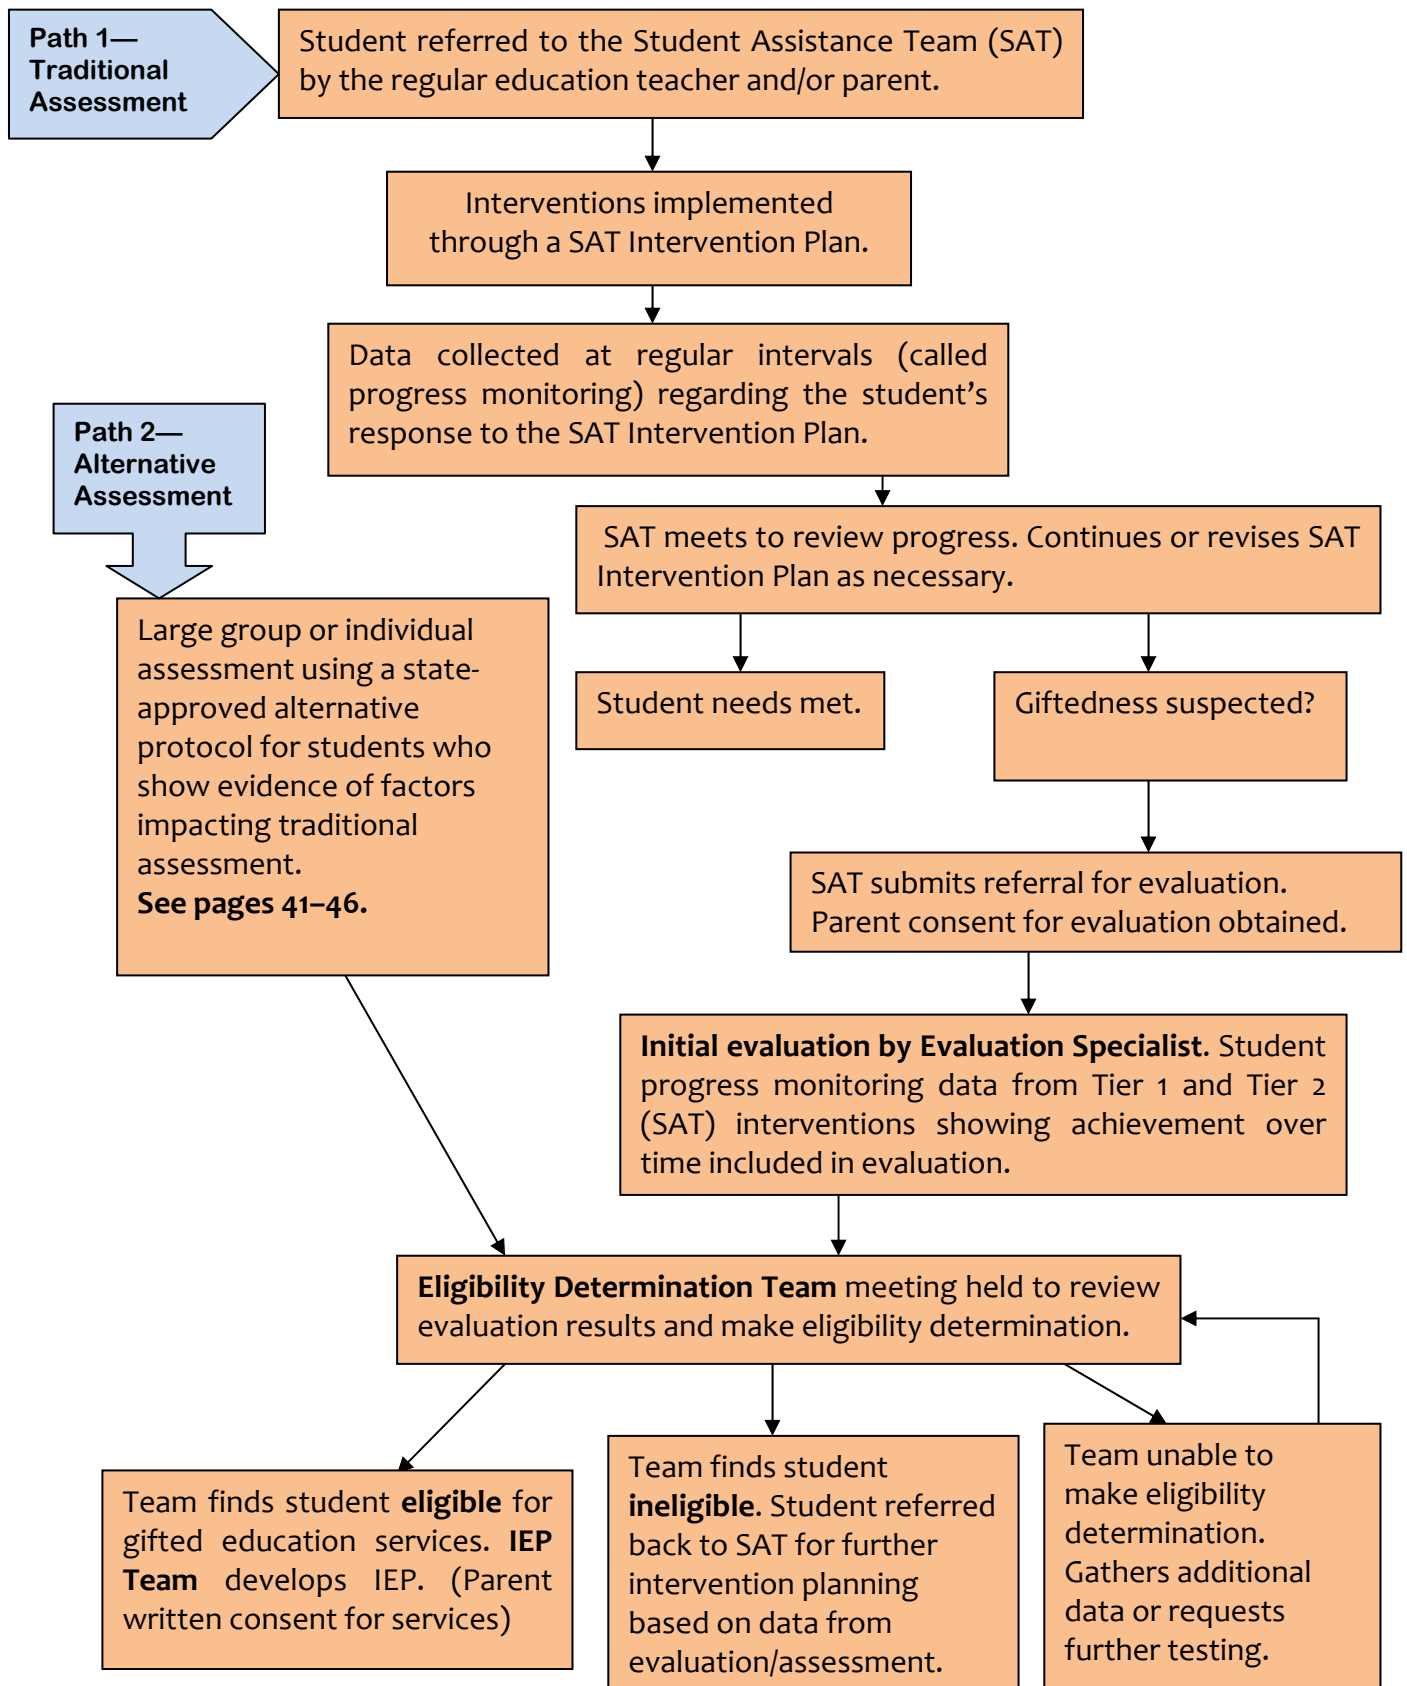 Path 1—
Traditional
Assessment
Student referred to the Student Assistance Team (SAT)
by the regular education teacher and/or parent.
Interventions implemented
through a SAT Intervention Plan.
Data collected at regular intervals (called
progress monitoring) regarding the student’s
response to the SAT Intervention Plan.
Path 2—
Alternative
Assessment
SAT meets to review progress. Continues or revises SAT
Intervention Plan as necessary.
Large group or individual
assessment using a state-
approved alternative
protocol for students who
show evidence of factors
impacting traditional
assessment.
See pages 41–46.
Student needs met.
Giftedness suspected?
SAT submits referral for evaluation.
Parent consent for evaluation obtained.
Initial evaluation by Evaluation Specialist. Student
progress monitoring data from Tier 1 and Tier 2
(SAT) interventions showing achievement over
time included in evaluation.
Eligibility Determination Team meeting held to review
evaluation results and make eligibility determination.
Team finds student eligible for
gifted education services. IEP
Team develops IEP. (Parent
written consent for services)
Team finds student
ineligible. Student referred
back to SAT for further
intervention planning
based on data from
evaluation/assessment.
Team unable to
make eligibility
determination.
Gathers additional
data or requests
further testing.